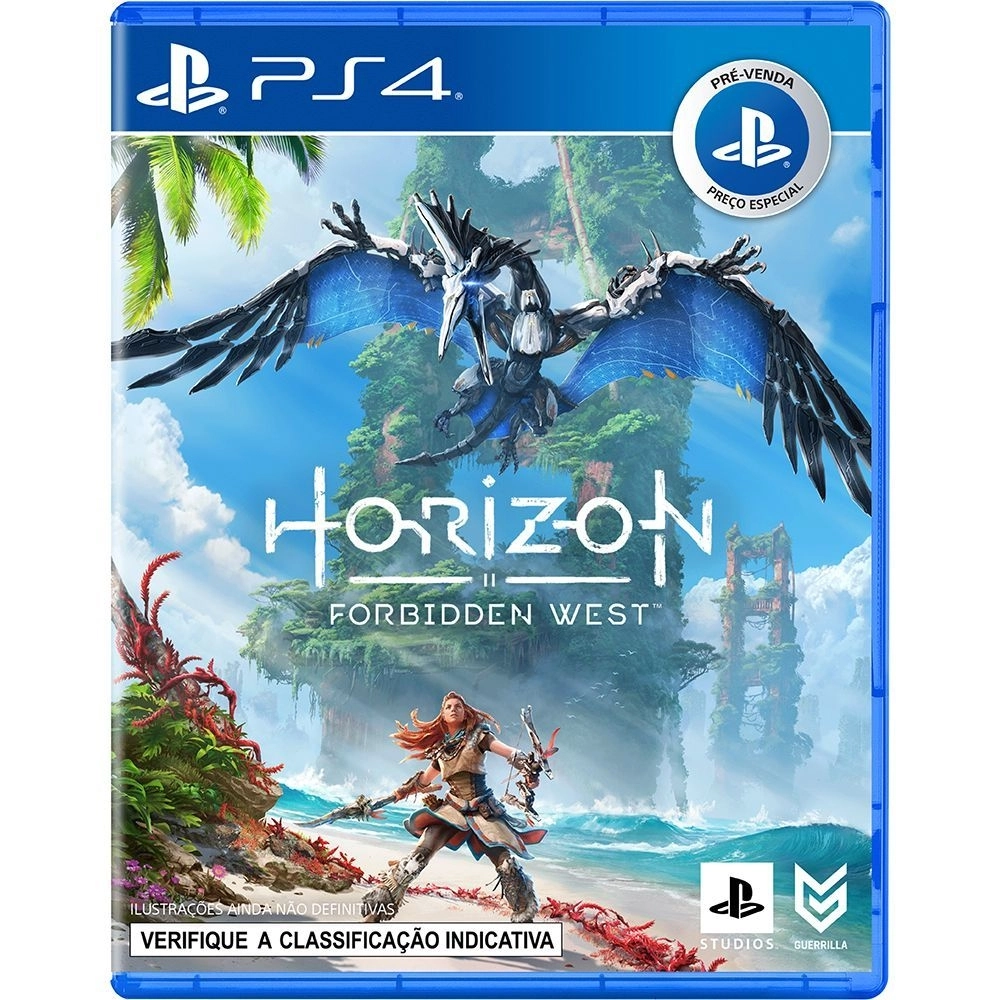 PS4
PRÉ-VENDA
PREÇO ESPECIAL
HORIZON
II
FORBIDDEN WEST™
ILUSTRAÇÕES AINDA NÃO DEFINITIVAS
VERIFIQUE A CLASSIFICAÇÃO INDICATIVA
STUDIOS
GUERRILLA